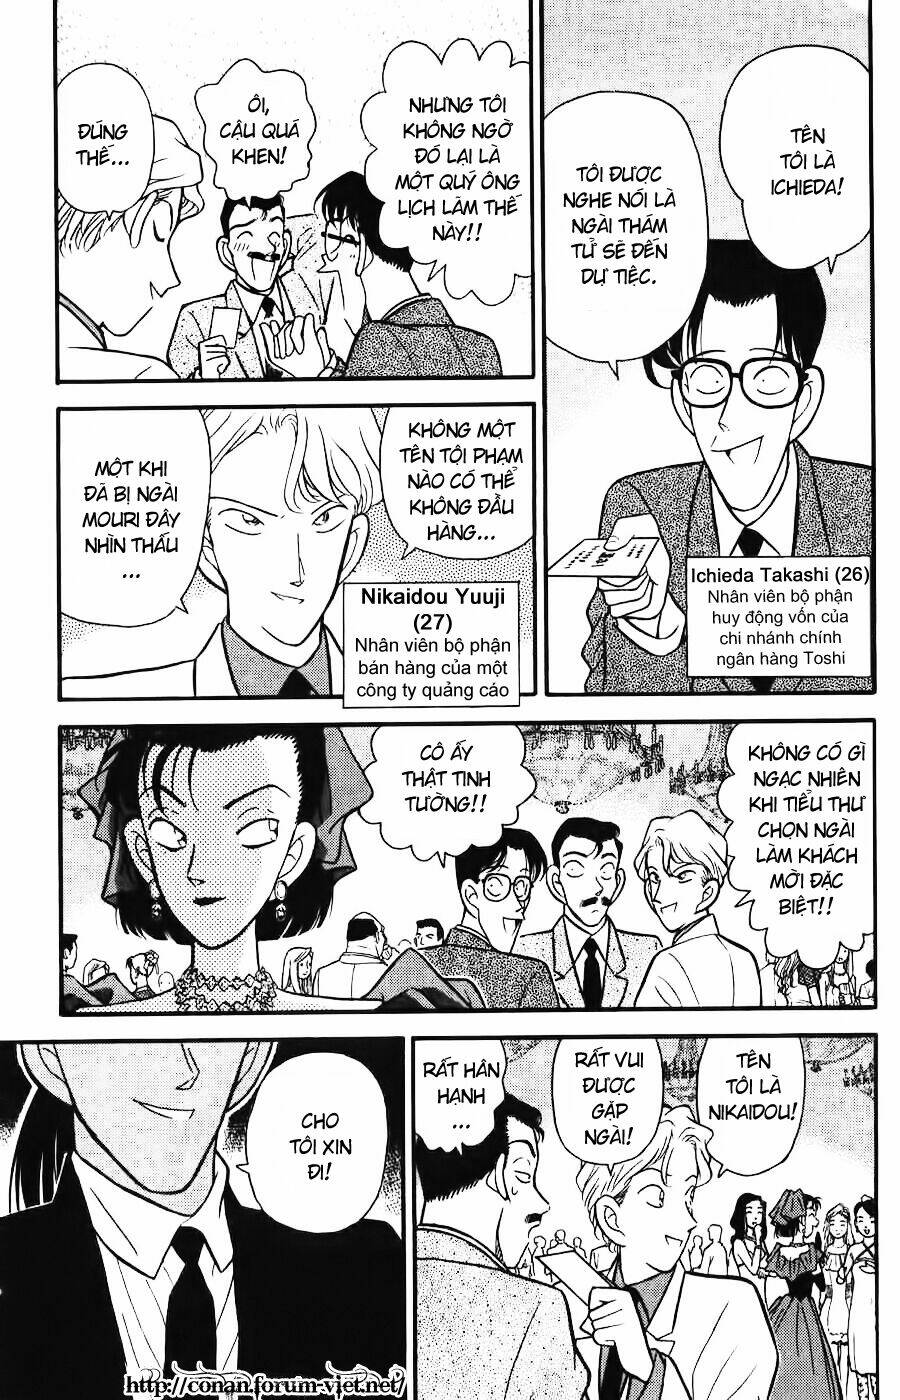 TÊN
TÔI LÀ
ICHIEDA!
TÔI ĐƯỢC
NGHE NÓI LÀ
NGÀI THÁM
TỬ SẼ ĐẾN
DỰ TIỆC.
Ichieda Takashi (26)
Nhân viên bộ phận
huy động vốn của
chi nhánh chính
ngân hàng Toshi
NHƯNG TÔI
KHÔNG NGỜ
ĐÓ LẠI LÀ
MỘT QUÝ ÔNG
LỊCH LÃM THẾ
NÀY!!
ÔI,
CẬU QUÁ
KHEN!
ĐÚNG
THẾ...
KHÔNG MỘT
TÊN TỘI PHẠM
NÀO CÓ THỂ
KHÔNG ĐẦU
HÀNG...
MỘT KHI
ĐÃ BỊ NGÀI
MOURI ĐÂY
NHÌN THẤU
...
Nikaidou Yuuji
(27)
Nhân viên bộ phận
bán hàng của một
công ty quảng cáo
KHÔNG CÓ GÌ
NGẠC NHIÊN
KHI TIỂU THƯ
CHỌN NGÀI
LÀM KHÁCH
MỜI ĐẶC
BIỆT!!
CÔ ẤY
THẬT TINH
TƯỜNG!!
TÊN
TÔI LÀ
NIKAIDOU!
RẤT VUI
ĐƯỢC
GẶP
NGÀI!
RẤT HÂN
HẠNH
...
CHO
TÔI XIN
ĐI!
http://conan.forum-viet.net/